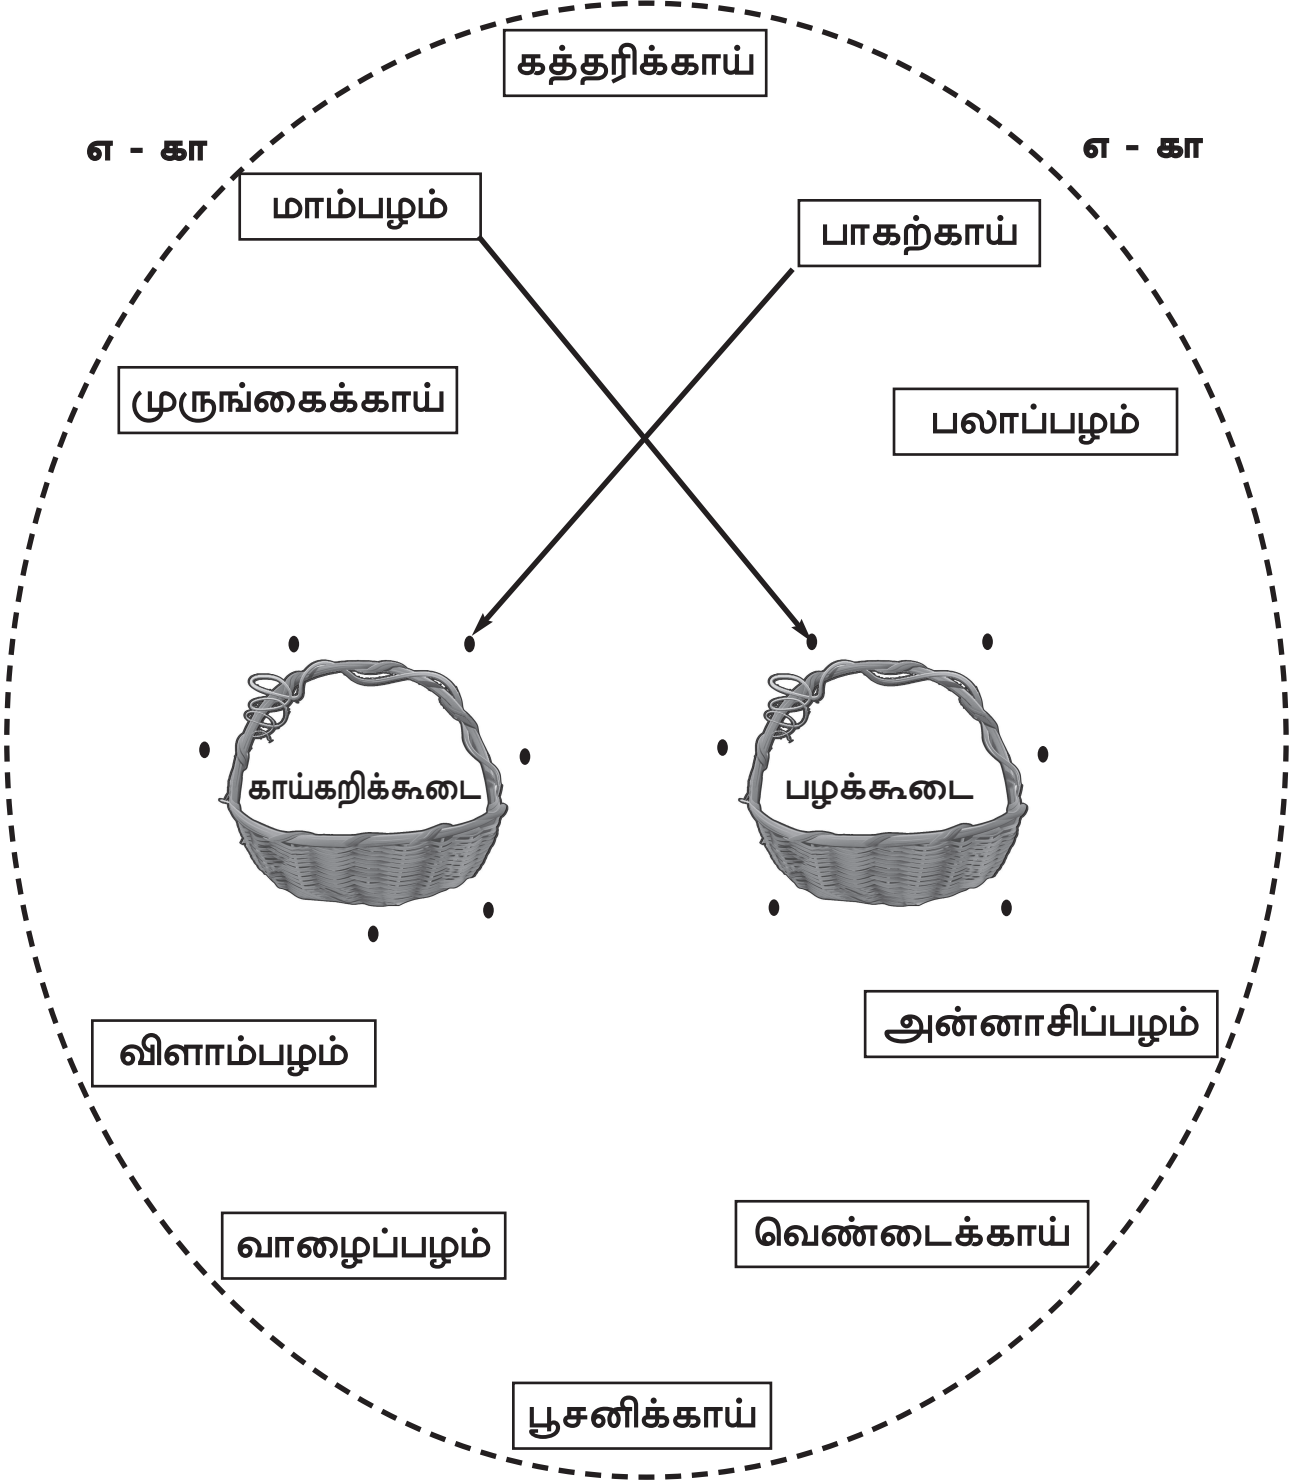 கத்தரிக்காய்
எ - கா
எ - கா
மாம்பழம்
பாகற்காய்
முருங்கைக்காய்
பலாப்பழம்
காய்கறிக்கூடை
பழக்கூடை
விளாம்பழம்
அன்னாசிப்பழம்
வாழைப்பழம்
வெண்டைக்காய்
பூசனிக்காய்